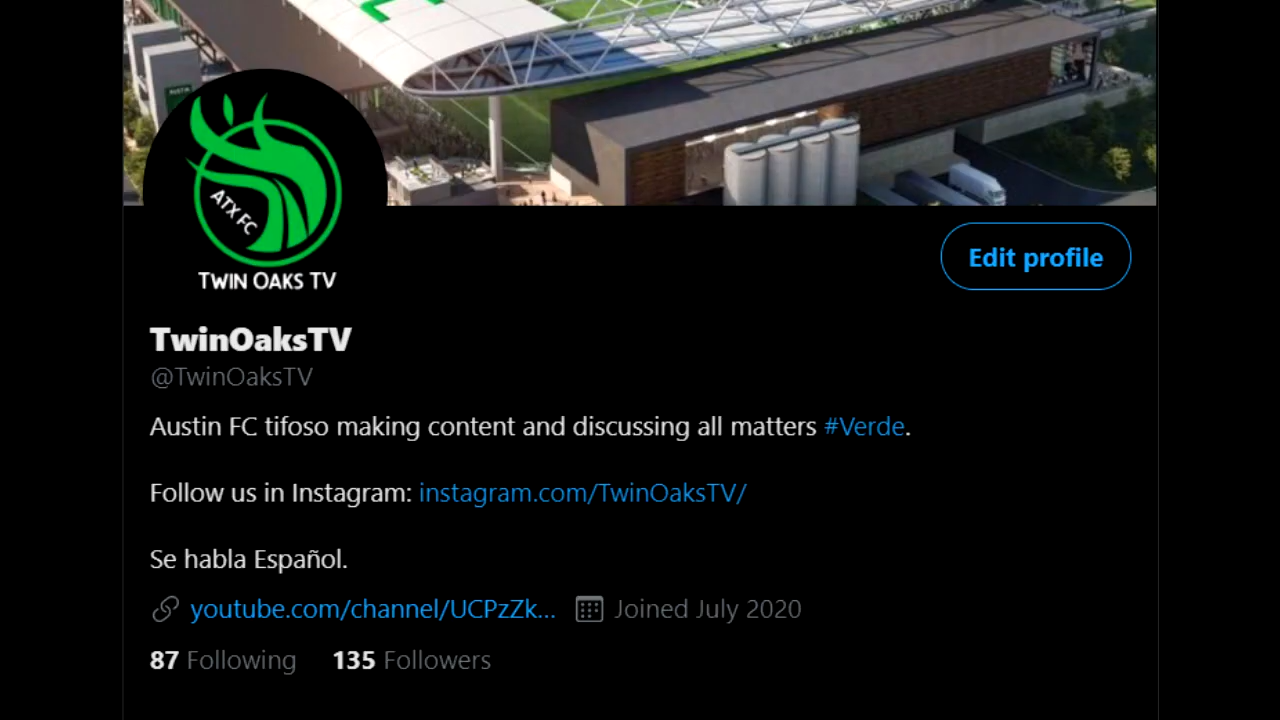 AUSTIN
ATX FC
TWIN OAKS TV
Edit profile
TwinOaksTV
@TwinOaksTV
Austin FC tifoso making content and discussing all matters #Verde.
Follow us in Instagram: instagram.com/TwinOaksTV/
Se habla Español.
youtube.com/channel/UCPzZk... Joined July 2020
87 Following 135 Followers